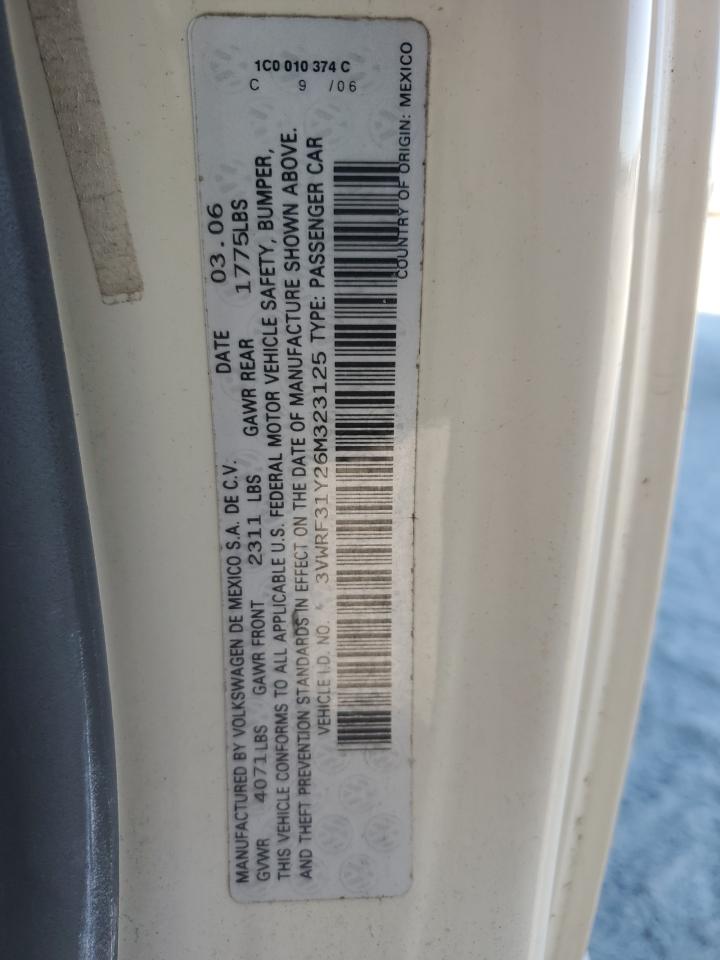 1C0 010 374 C
C 9 /06
MANUFACTURED BY VOLKSWAGEN DE MEXICO S.A. DE C.V. DATE 03.06
GVWR 4071LBS GAWR FRONT 2311 LBS GAWR REAR 1775LBS
THIS VEHICLE CONFORMS TO ALL APPLICABLE U.S. FEDERAL MOTOR VEHICLE SAFETY, BUMPER,
AND THEFT PREVENTION STANDARDS IN EFFECT ON THE DATE OF MANUFACTURE SHOWN ABOVE.
VEHICLE I.D. NO. * 3VWRF31Y26M323125 TYPE: PASSENGER CAR
COUNTRY OF ORIGIN: MEXICO